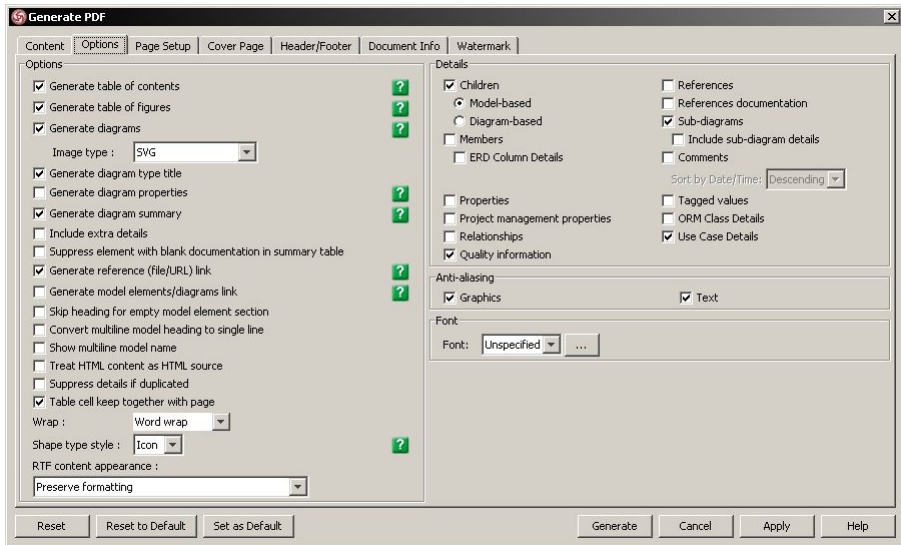 Generate PDF
Content Options Page Setup Cover Page Header/Footer Document Info Watermark
Options
Generate table of contents ?
Generate table of figures ?
Generate diagrams ?
Image type : SVG
Generate diagram type title
Generate diagram properties ?
Generate diagram summary ?
Include extra details
Suppress element with blank documentation in summary table
Generate reference (file/URL) link ?
Generate model elements/diagrams link ?
Skip heading for empty model element section
Convert multiline model heading to single line
Show multiline model name
Treat HTML content as HTML source
Suppress details if duplicated
Table cell keep together with page
Wrap : Word wrap
Shape type style : Icon ?
RTF content appearance :
Preserve formatting
Details
Children References
Model-based References documentation
Diagram-based Sub-diagrams
Members Include sub-diagram details
ERD Column Details Comments
Sort by Date/Time: Descending
Properties Tagged values
Project management properties ORM Class Details
Relationships Use Case Details
Quality information
Anti-aliasing
Graphics Text
Font
Font: Unspecified ...
Reset Reset to Default Set as Default Generate Cancel Apply Help